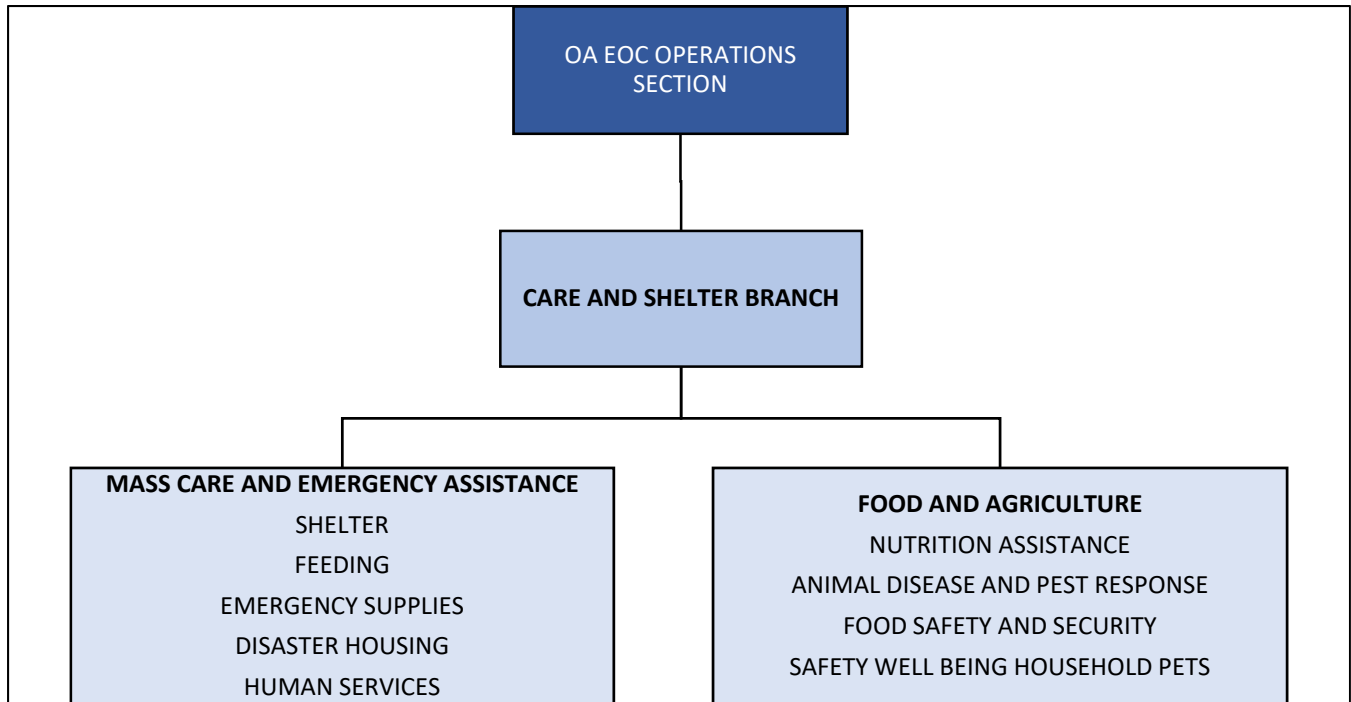 OA EOC OPERATIONS
SECTION
CARE AND SHELTER BRANCH
MASS CARE AND EMERGENCY ASSISTANCE
SHELTER
FEEDING
EMERGENCY SUPPLIES
DISASTER HOUSING
HUMAN SERVICES
FOOD AND AGRICULTURE
NUTRITION ASSISTANCE
ANIMAL DISEASE AND PEST RESPONSE
FOOD SAFETY AND SECURITY
SAFETY WELL BEING HOUSEHOLD PETS